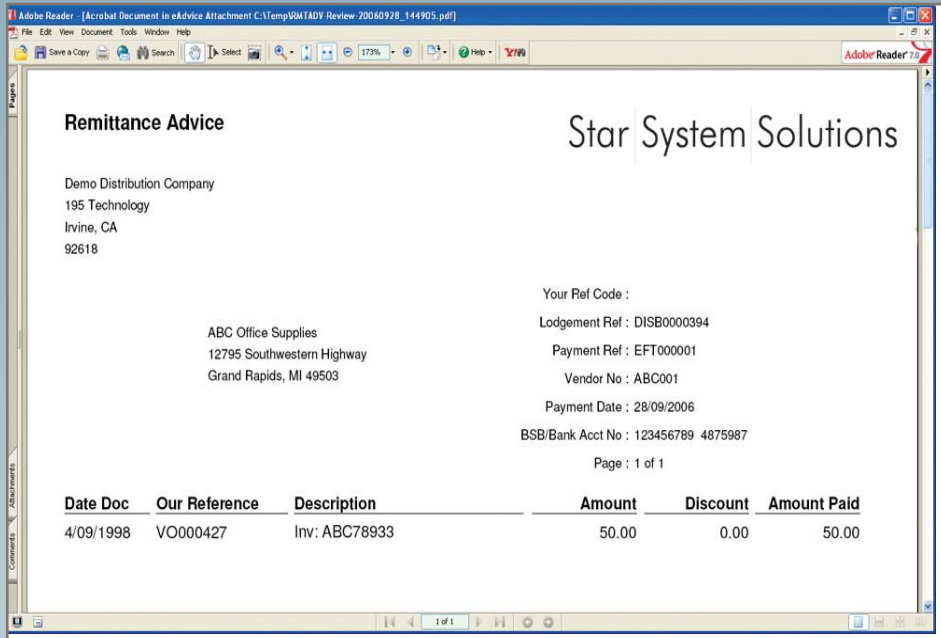 Adobe Reader - [Acrobat Document in eAdvice Attachment C:\Temp\RMTADV-Review-20060928_144905.pdf]
File Edit View Document Tools Window Help
Save a Copy Search Select 173% Help Y!
Adobe Reader 7.0
Pages
Remittance Advice
Star System Solutions
Demo Distribution Company
195 Technology
Irvine, CA
92618
Your Ref Code :
Lodgement Ref : DISB0000394
ABC Office Supplies
12795 Southwestern Highway
Grand Rapids, MI 49503
Payment Ref : EFT000001
Vendor No : ABC001
Payment Date : 28/09/2006
BSB/Bank Acct No : 123456789 4875987
Page : 1 of 1
Attachments
Comments
Date Doc Our Reference Description Amount Discount Amount Paid
4/09/1998 VO000427 Inv: ABC78933 50.00 0.00 50.00
1 of 1